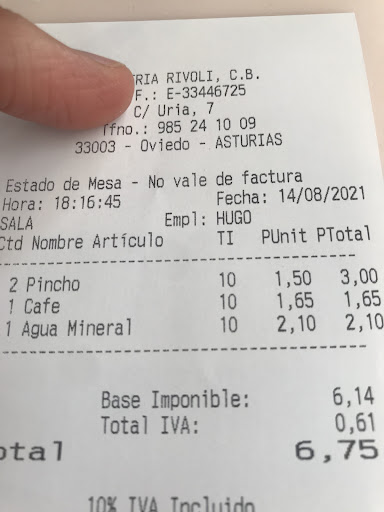 TRIA RIVOLI, C.B.
F.: E-33446725
C/ Uria, 7
Tfno.: 985 24 10 09
33003 - Oviedo - ASTURIAS
Estado de Mesa - No vale de factura
Hora: 18:16:45 Fecha: 14/08/2021
SALA Empl: HUGO
Ctd Nombre Artículo TI PUnit PTotal
2 Pincho 10 1,50 3,00
1 Cafe 10 1,65 1,65
1 Agua Mineral 10 2,10 2,10
Base Imponible: 6,14
Total IVA: 0,61
otal 6,75
10% IVA Incluido